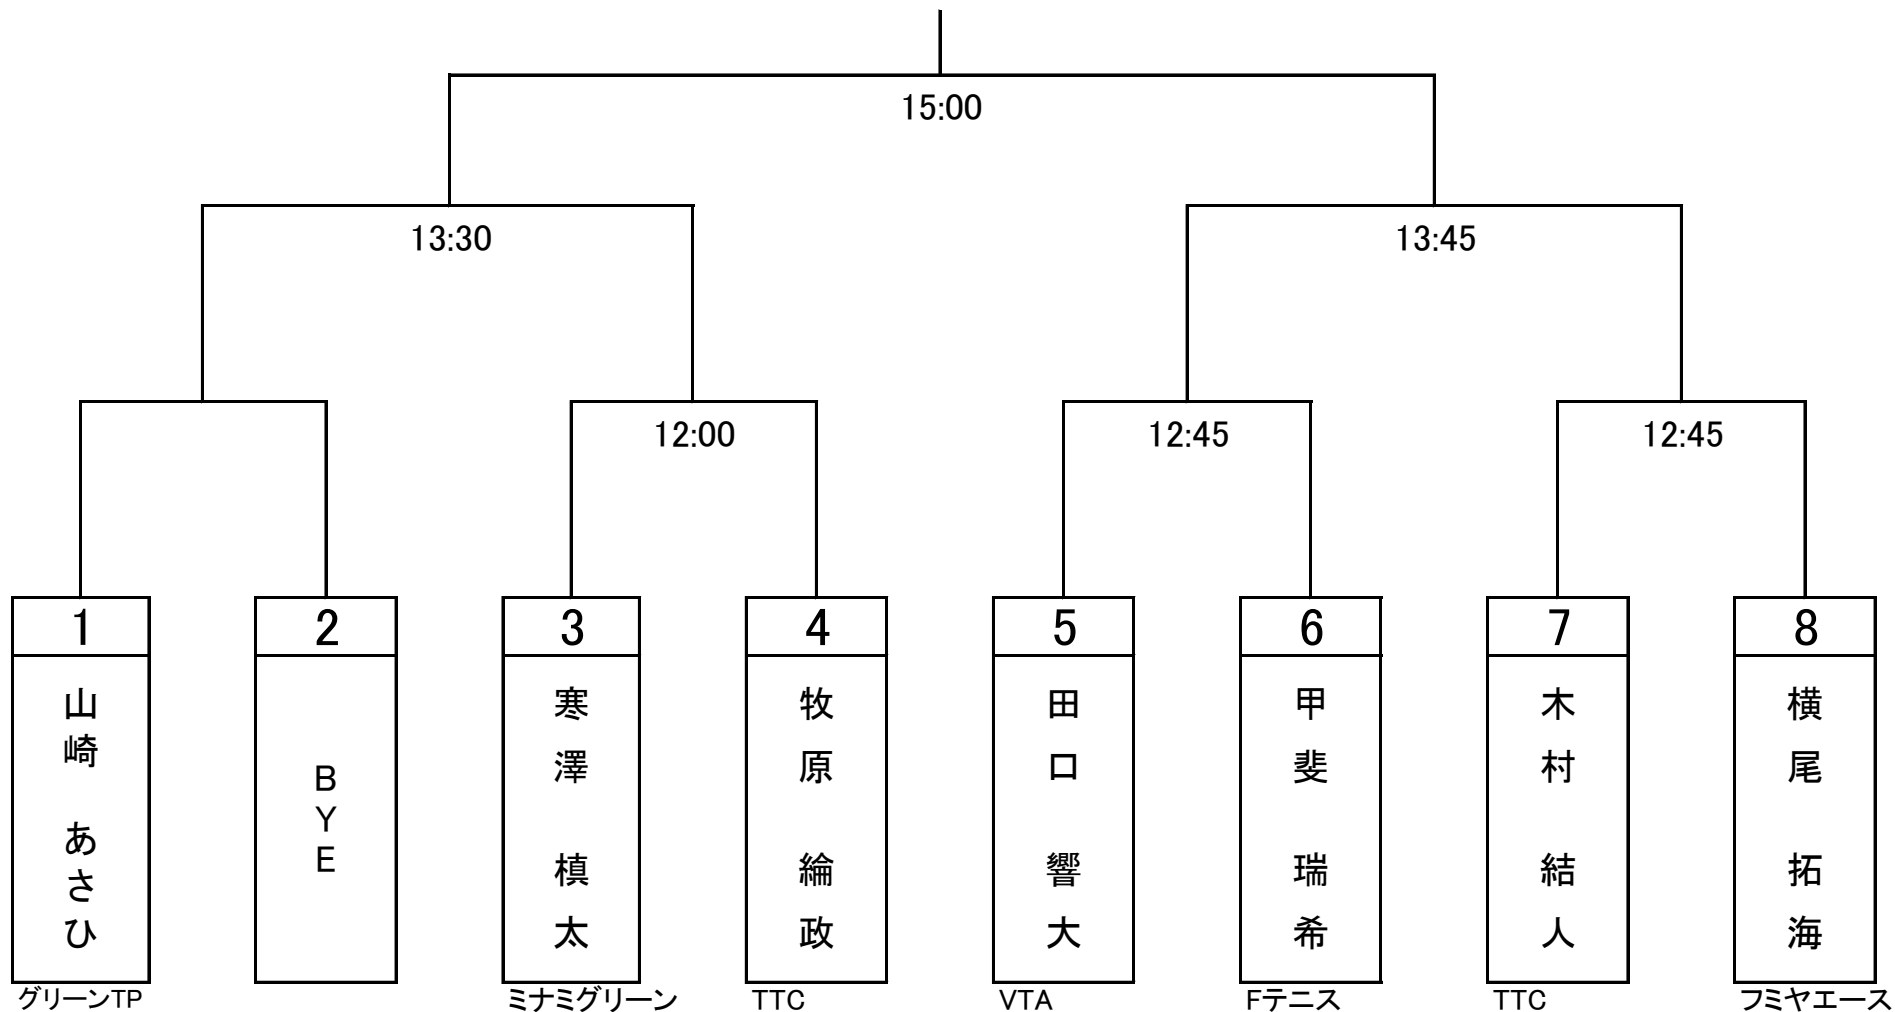 15:00
13:30
13:45
12:00
12:45
12:45
1
2
3
4
5
6
7
8
山崎 あさひ
BYE
寒澤 槙太
牧原 綸政
田口 響大
甲斐 瑞希
木村 結人
横尾 拓海
グリーンTP
ミナミグリーン
TTC
VTA
Fテニス
TTC
フミヤエース